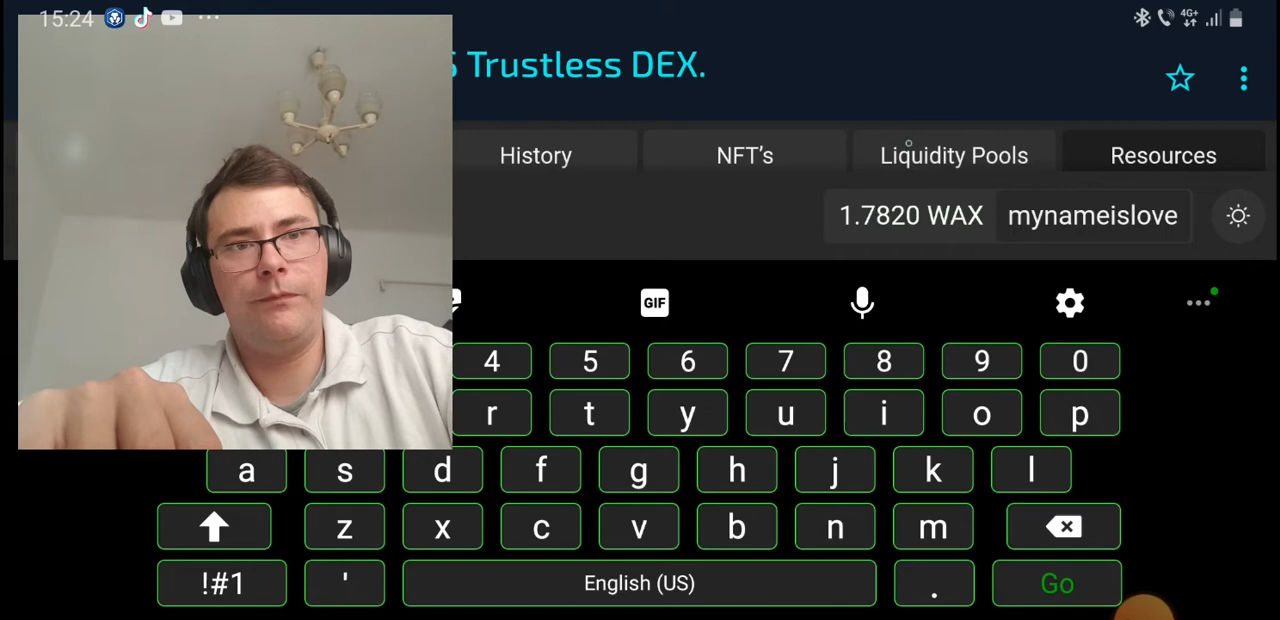 15:24
4G+
S Trustless DEX.
History NFT’s Liquidity Pools Resources
1.7820 WAX mynameislove
GIF
4 5 6 7 8 9 0
r t y u i o p
a s d f g h j k l
z x c v b n m
!#1 ' English (US) . Go